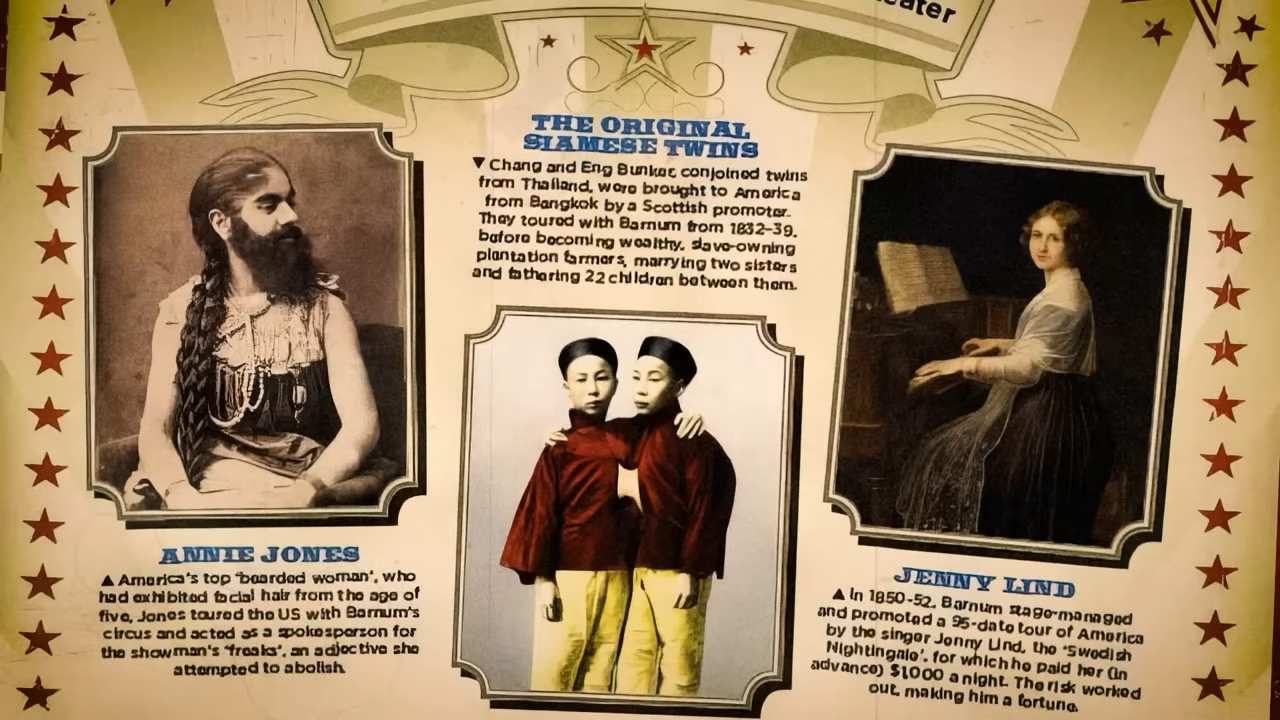 THE ORIGINAL
SIAMESE TWINS
▼ Chang and Eng Bunker, conjoined twins
from Thailand, were brought to America
from Bangkok by a Scottish promoter.
They toured with Barnum from 1832–39,
before becoming wealthy, slave-owning
plantation farmers, marrying two sisters
and fathering 22 children between them.
ANNIE JONES
▲ America's top 'bearded woman', who
had exhibited facial hair from the age of
five, Jones toured the US with Barnum's
circus and acted as a spokesperson for
the showman's 'freaks', an adjective she
attempted to abolish.
JENNY LIND
▲ In 1850-52, Barnum stage-managed
and promoted a 95-date tour of America
by the singer Jenny Lind, the 'Swedish
Nightingale', for which he paid her (in
advance) $1000 a night. The risk worked
out, making him a fortune.